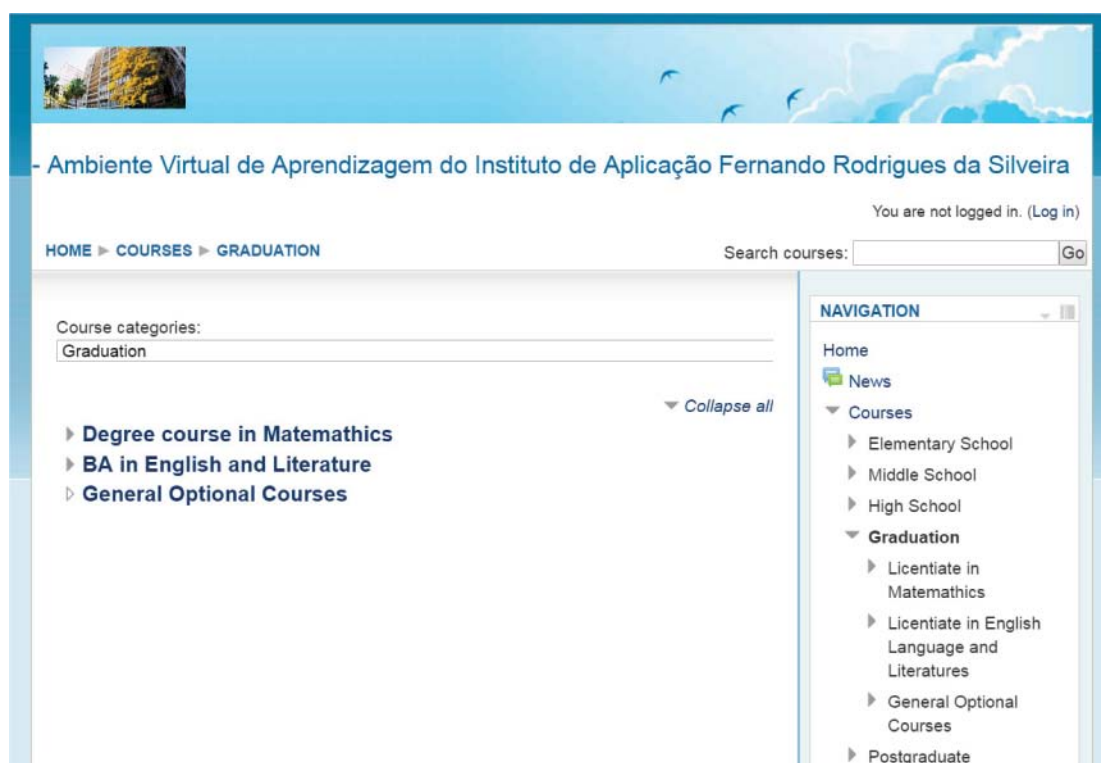 - Ambiente Virtual de Aprendizagem do Instituto de Aplicação Fernando Rodrigues da Silveira
You are not logged in. (Log in)
HOME ► COURSES ► GRADUATION
Search courses:
Go
Course categories:
Graduation
Collapse all
Degree course in Matemathics
BA in English and Literature
General Optional Courses
NAVIGATION
Home
News
Courses
Elementary School
Middle School
High School
Graduation
Licentiate in
Matemathics
Licentiate in English
Language and
Literatures
General Optional
Courses
Postgraduate